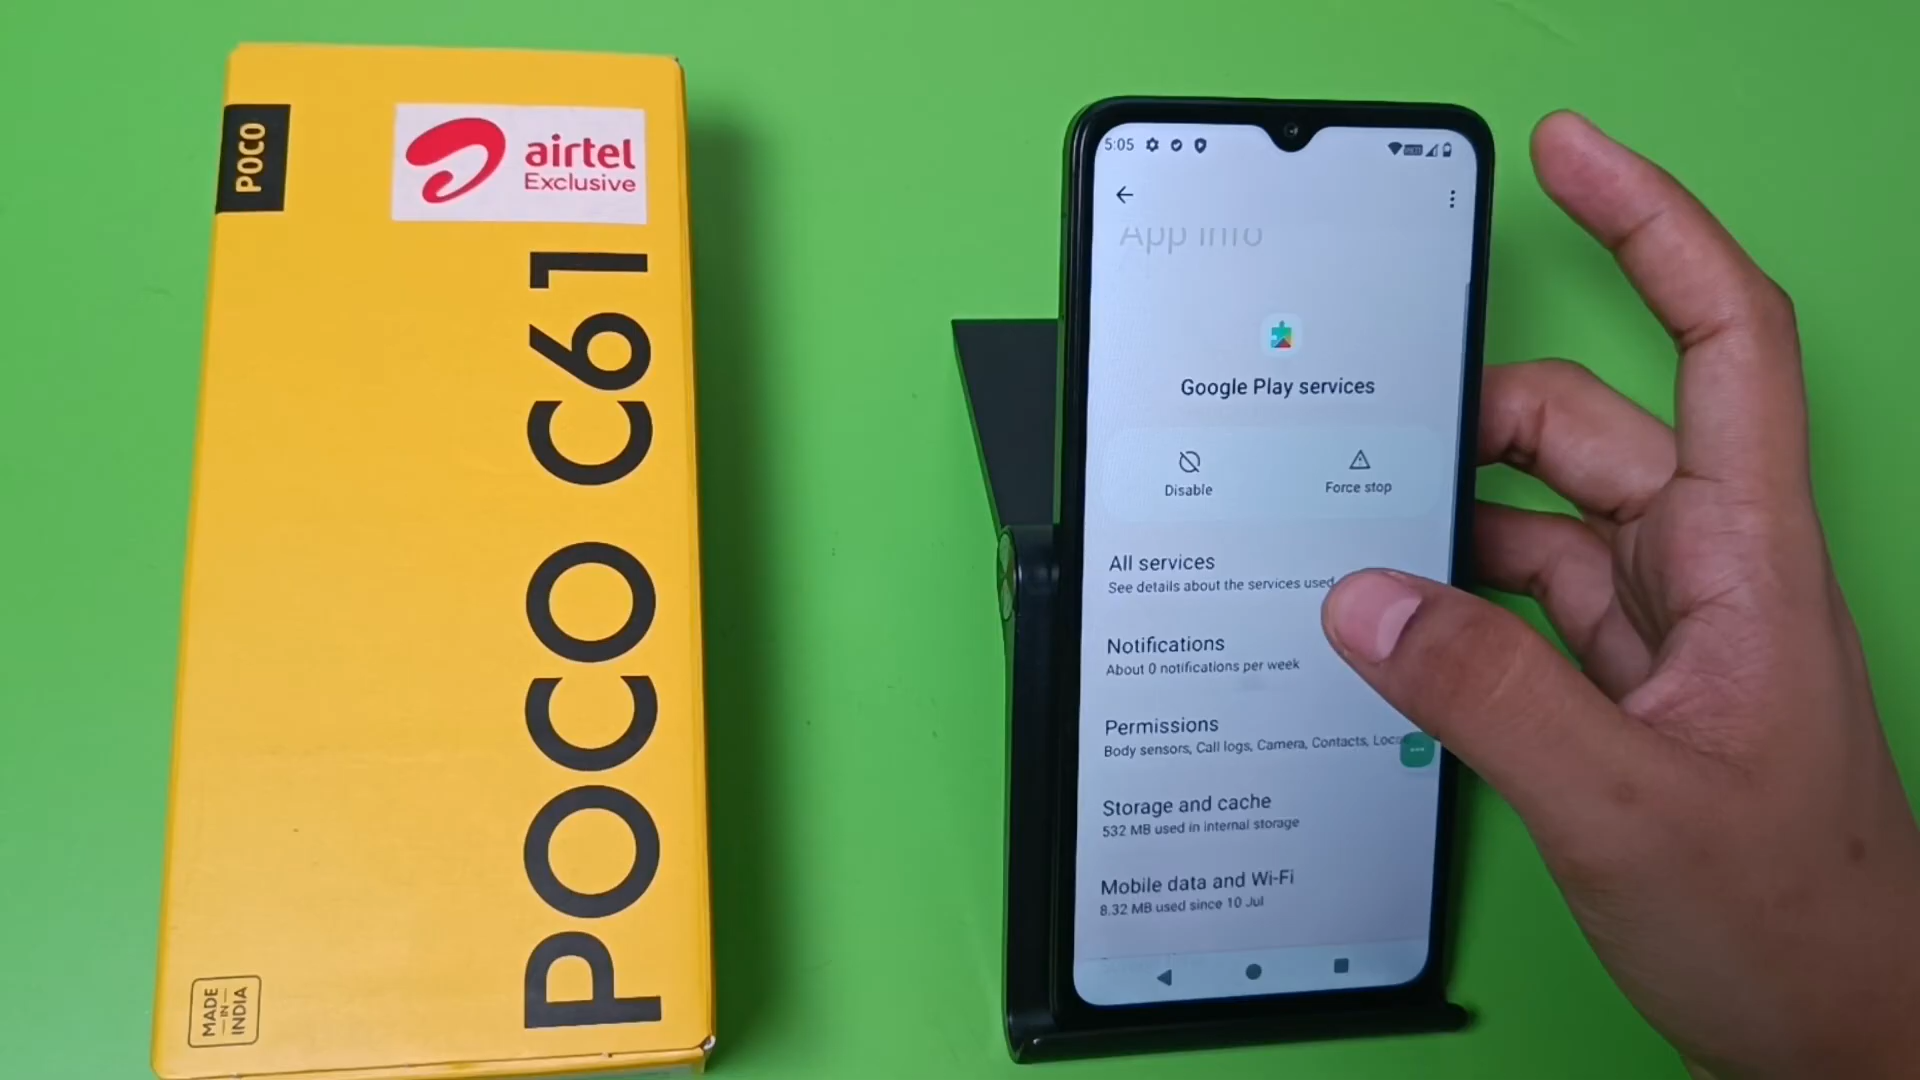 POCO
airtel
Exclusive
POCO C61
MADE
IN
INDIA
5:05
App info
Google Play services
Disable
Force stop
All services
See details about the services used
Notifications
About 0 notifications per week
Permissions
Body sensors, Call logs, Camera, Contacts,
Storage and cache
532 MB used in internal storage
Mobile data and Wi-Fi
8.32 MB used since 10 Jul